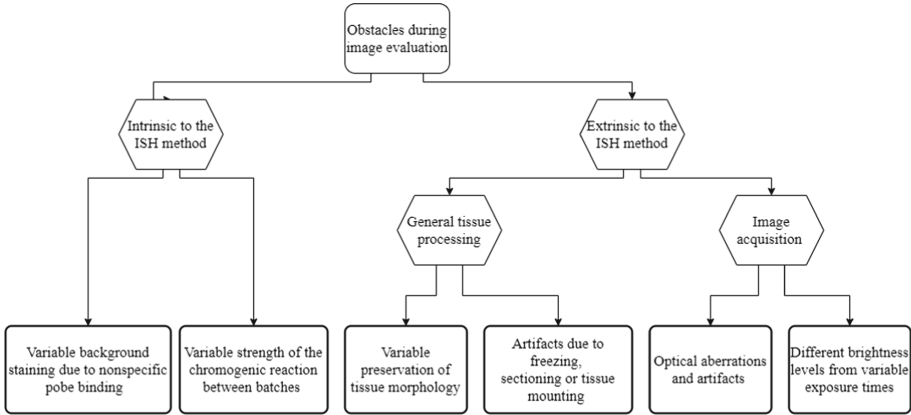 Obstacles during
image evaluation
Intrinsic to the
ISH method
Extrinsic to the
ISH method
General tissue
processing
Image
acquisition
Variable background
staining due to nonspecific
pobe binding
Variable strength of the
chromogenic reaction
between batches
Variable
preservation of
tissue morphology
Artifacts due to
freezing,
sectioning or tissue
mounting
Optical aberrations
and artifacts
Different brightness
levels from variable
exposure times